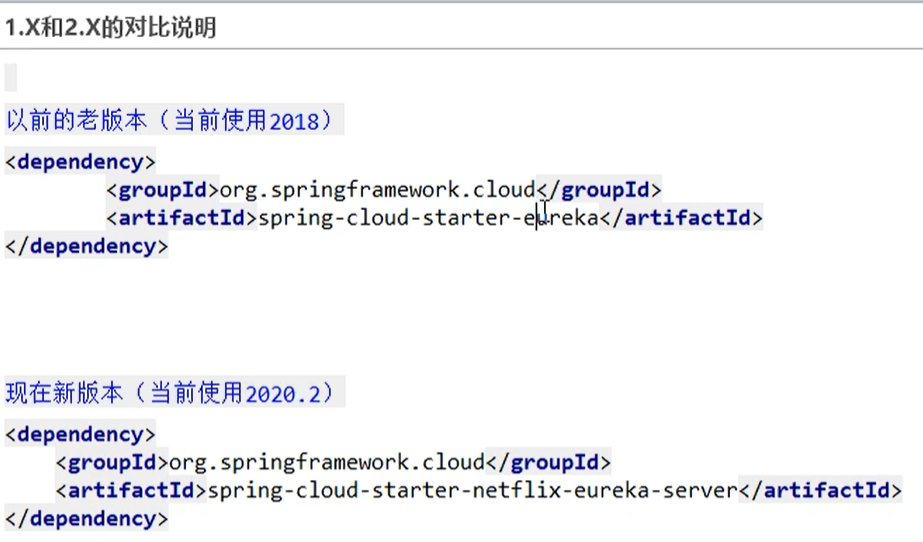 1.X和2.X的对比说明
以前的老版本（当前使用2018）
<dependency>
<groupId>org.springframework.cloud</groupId>
<artifactId>spring-cloud-starter-eureka</artifactId>
</dependency>
现在新版本（当前使用2020.2）
<dependency>
<groupId>org.springframework.cloud</groupId>
<artifactId>spring-cloud-starter-netflix-eureka-server</artifactId>
</dependency>